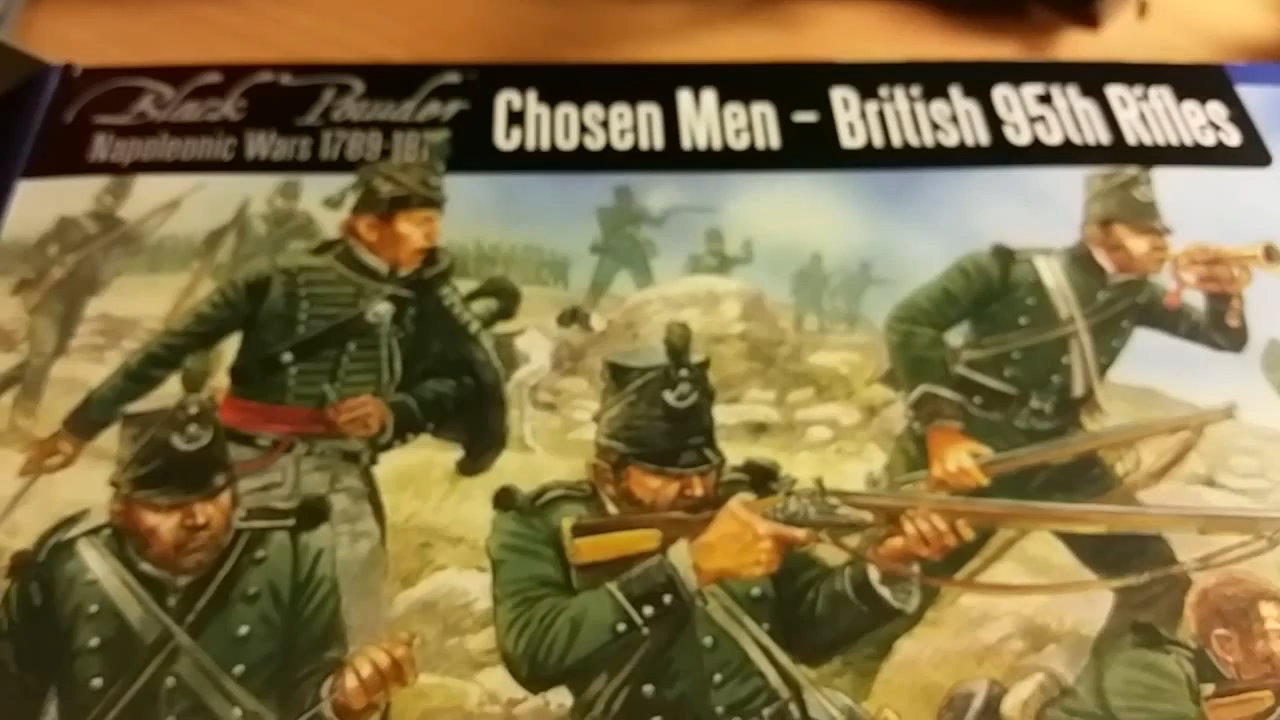 Black Powder
Chosen Men – British 95th Rifles
Napoleonic Wars 1789-18